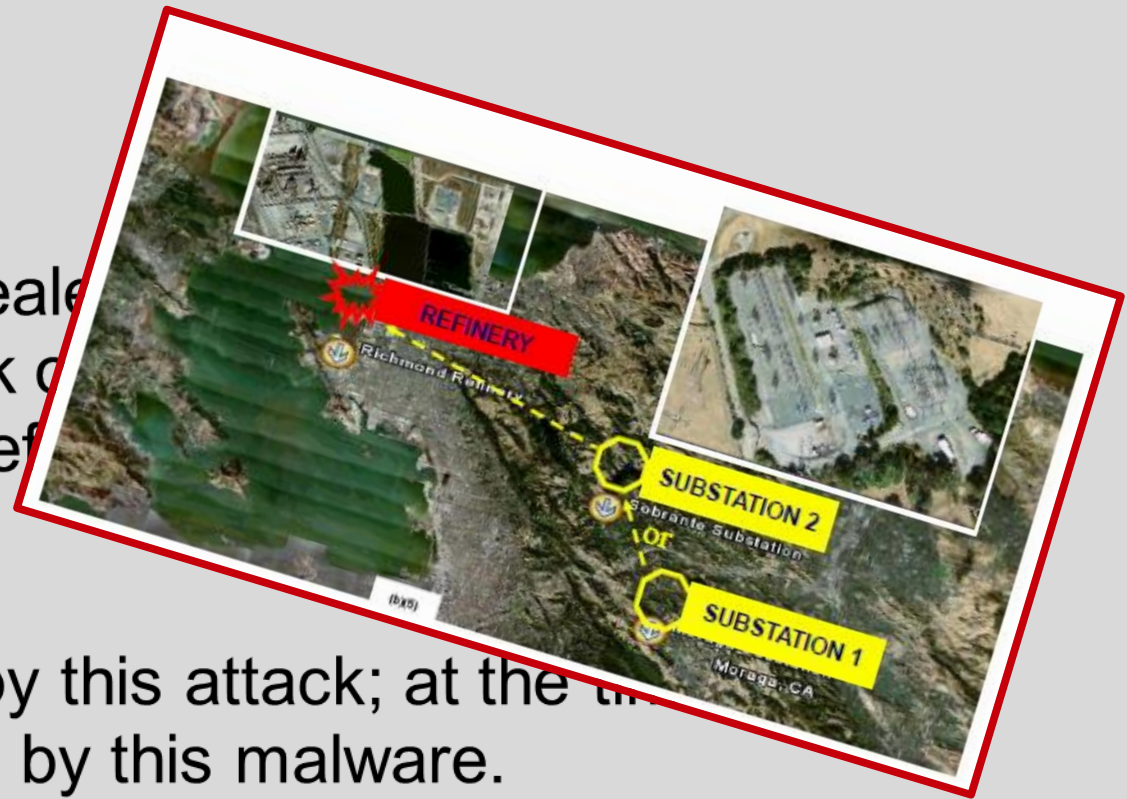 REFINERY
Richmond Refinery
SUBSTATION 2
Sobrante Substation
or
SUBSTATION 1
Moraga, CA
(b)(5)
by this attack; at the
by this malware.